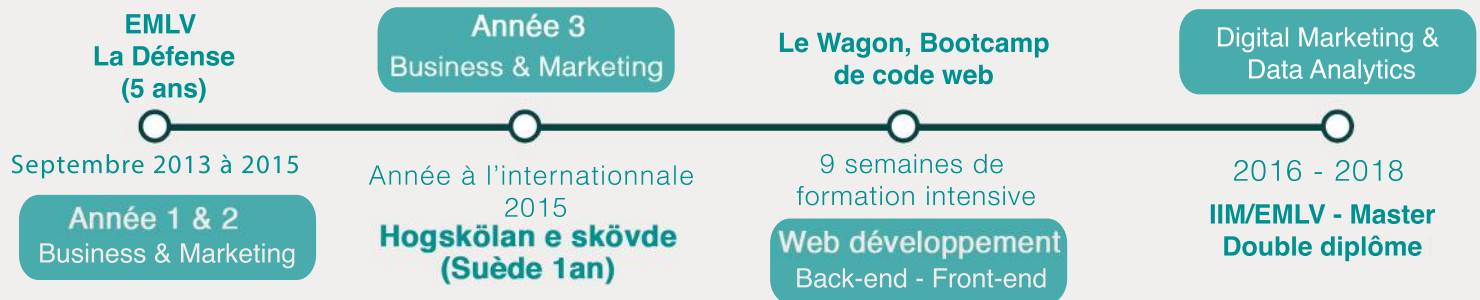 EMLV
La Défense
(5 ans)
Septembre 2013 à 2015
Année 1 & 2
Business & Marketing
Année 3
Business & Marketing
Année à l'internationnale
2015
Hogskölan e skövde
(Suède 1an)
Le Wagon, Bootcamp
de code web
9 semaines de
formation intensive
Web développement
Back-end - Front-end
Digital Marketing &
Data Analytics
2016 - 2018
IIM/EMLV - Master
Double diplôme